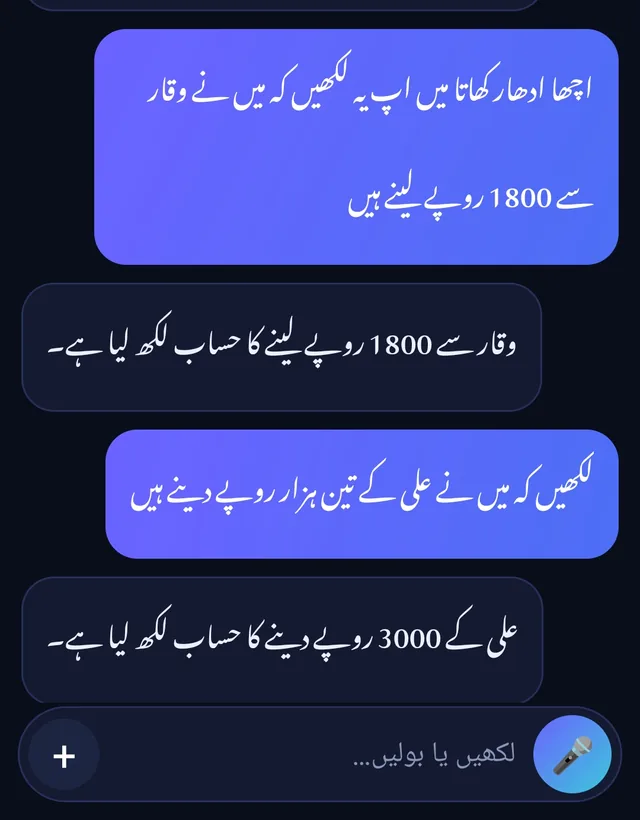 اچھا ادھار کھاتا میں اپ یہ لکھیں کہ میں نے وقار
سے 1800 روپے لینے ہیں
وقار سے 1800 روپے لینے کا حساب لکھ لیا ہے۔
لکھیں کہ میں نے علی کے تین ہزار روپے دینے ہیں
علی کے 3000 روپے دینے کا حساب لکھ لیا ہے۔
لکھیں یا بولیں...